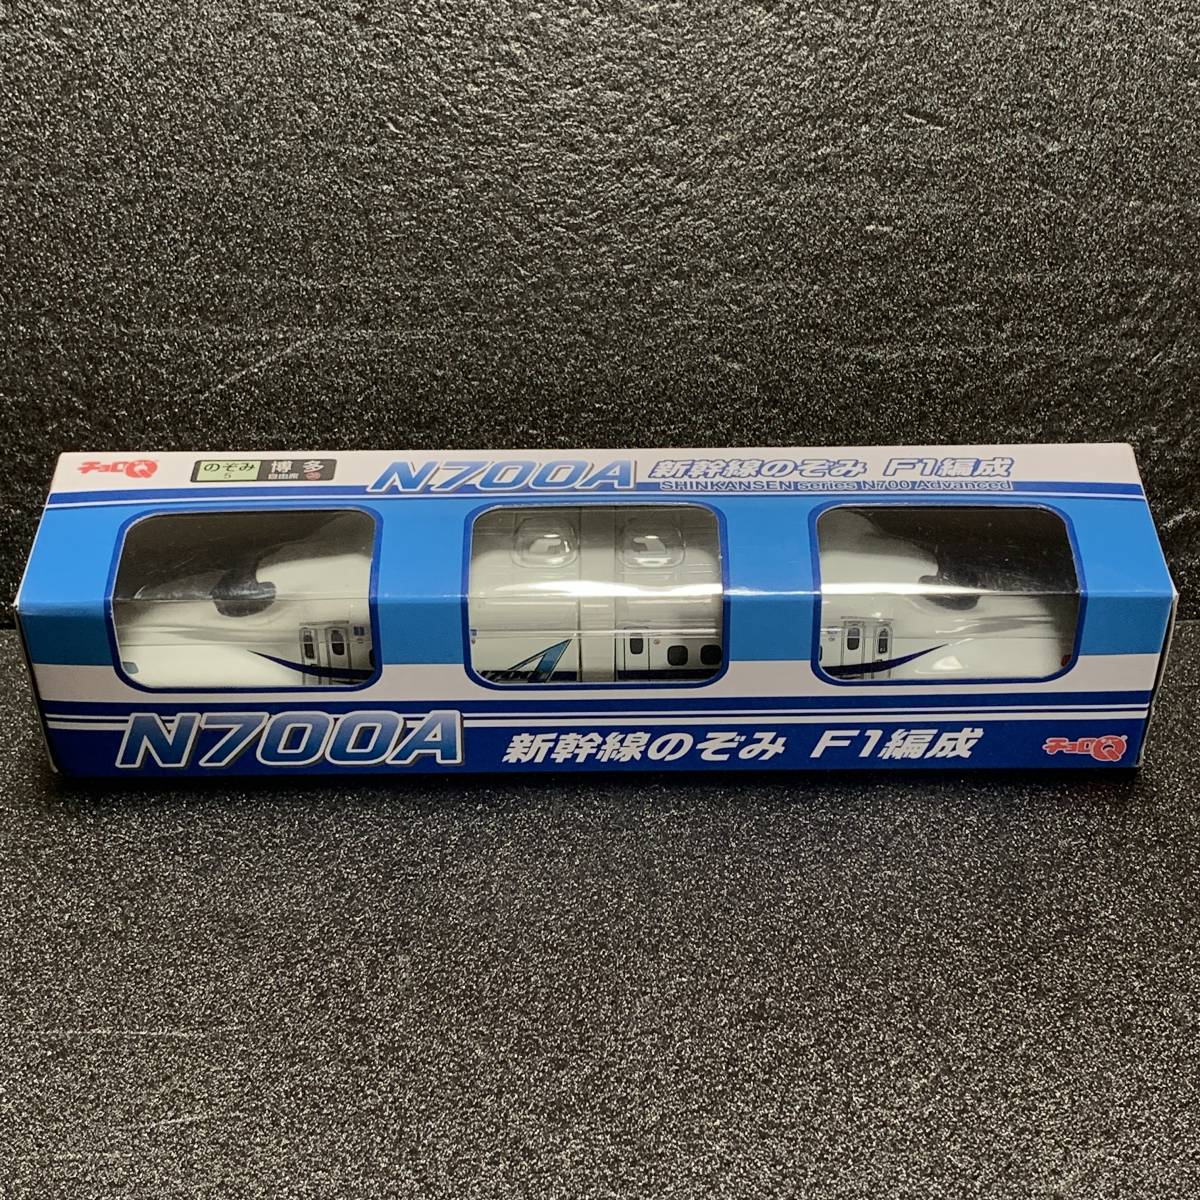 チョロQ
のぞみ 博多
5 自由席
N700A 新幹線のぞみ F1編成
SHINKANSEN series N700 Advanced
A
N700A 新幹線のぞみ F1編成 チョロQ